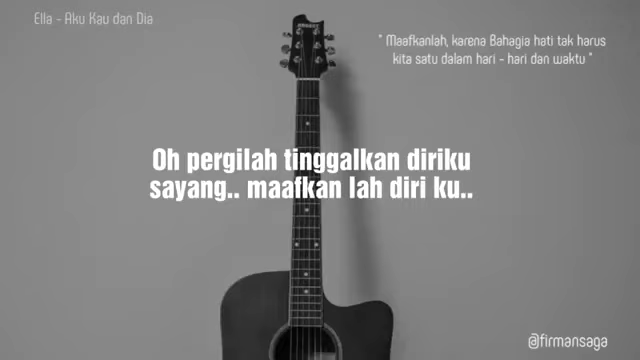 Ella - Aku Kau dan Dia
" Maafkanlah, karena Bahagia hati tak harus
kita satu dalam hari - hari dan waktu "
Oh pergilah tinggalkan diriku
sayang.. maafkan lah diri ku..
@firmansaga